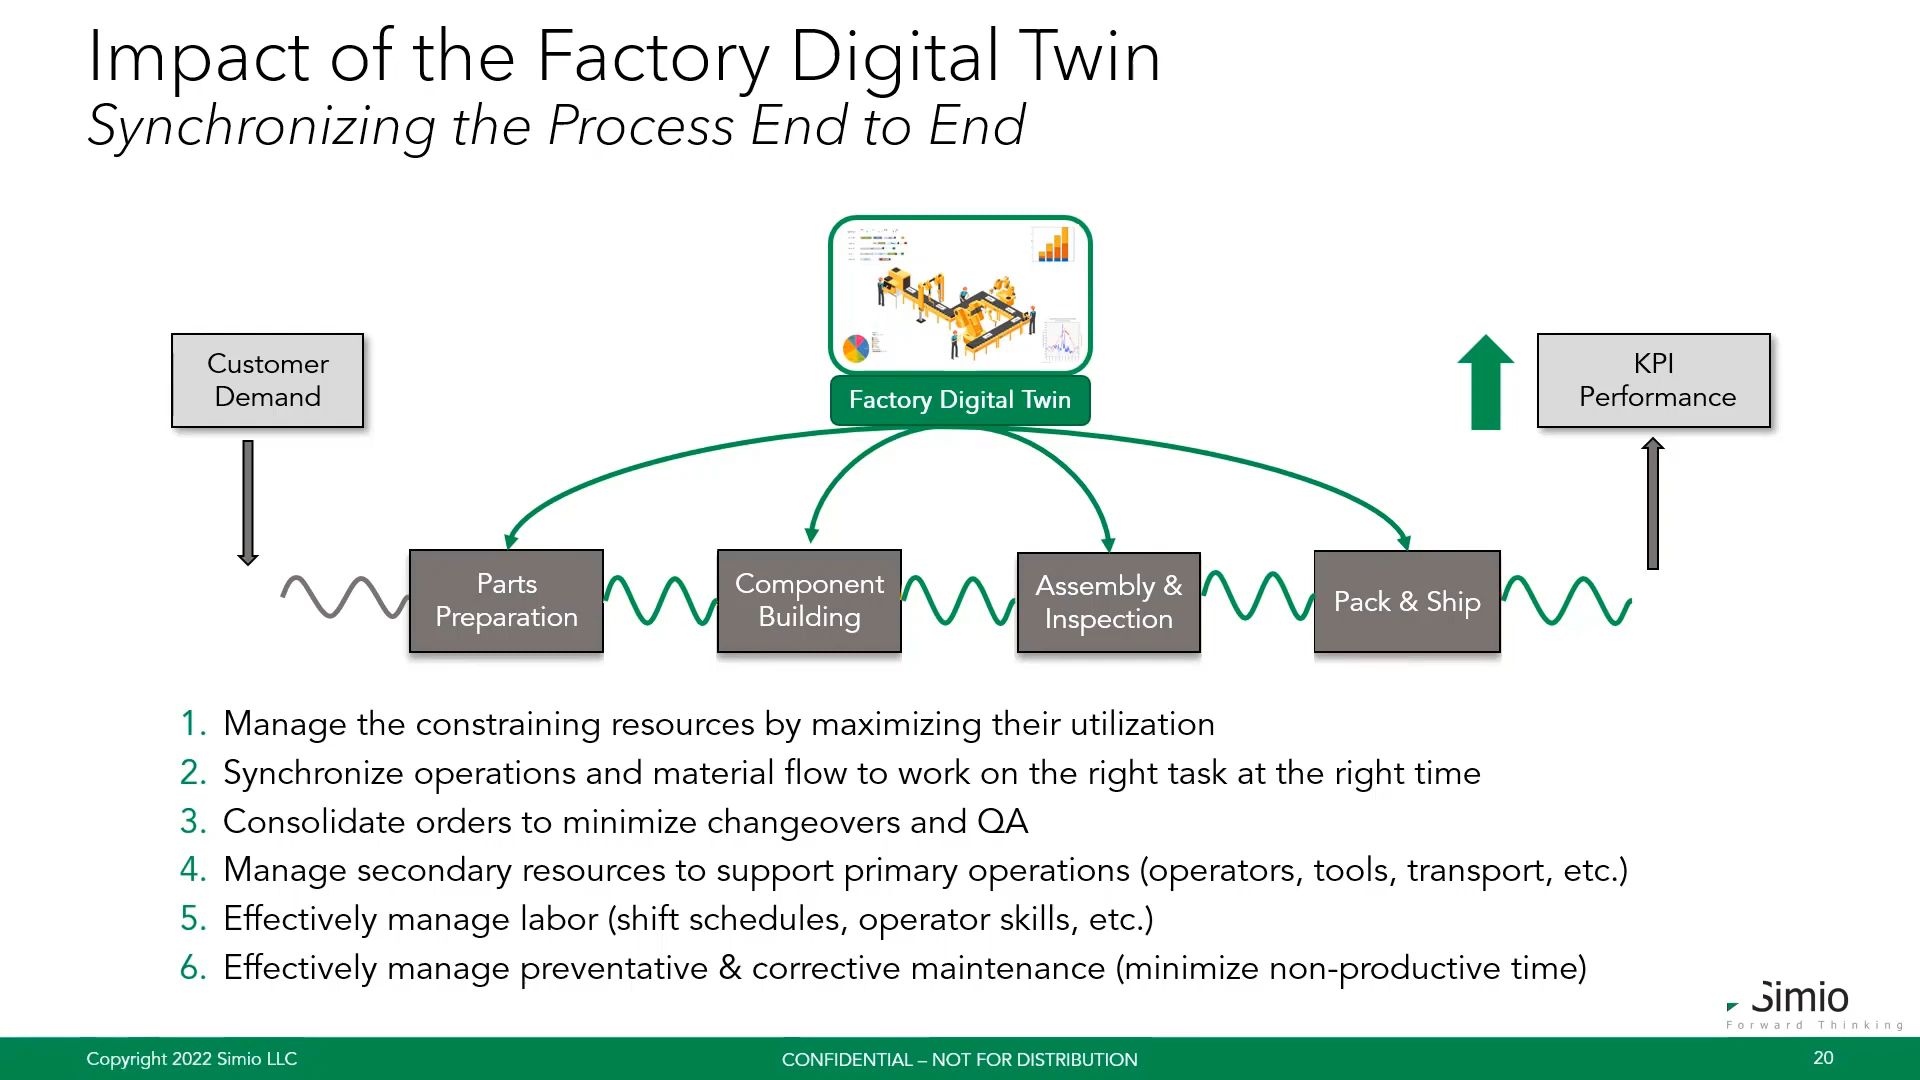 Impact of the Factory Digital Twin
Synchronizing the Process End to End
Customer
Demand
Factory Digital Twin
KPI
Performance
Parts
Preparation
Component
Building
Assembly &
Inspection
Pack & Ship
1. Manage the constraining resources by maximizing their utilization
2. Synchronize operations and material flow to work on the right task at the right time
3. Consolidate orders to minimize changeovers and QA
4. Manage secondary resources to support primary operations (operators, tools, transport, etc.)
5. Effectively manage labor (shift schedules, operator skills, etc.)
6. Effectively manage preventative & corrective maintenance (minimize non-productive time)
Simio
Forward Thinking
Copyright 2022 Simio LLC
CONFIDENTIAL – NOT FOR DISTRIBUTION
20